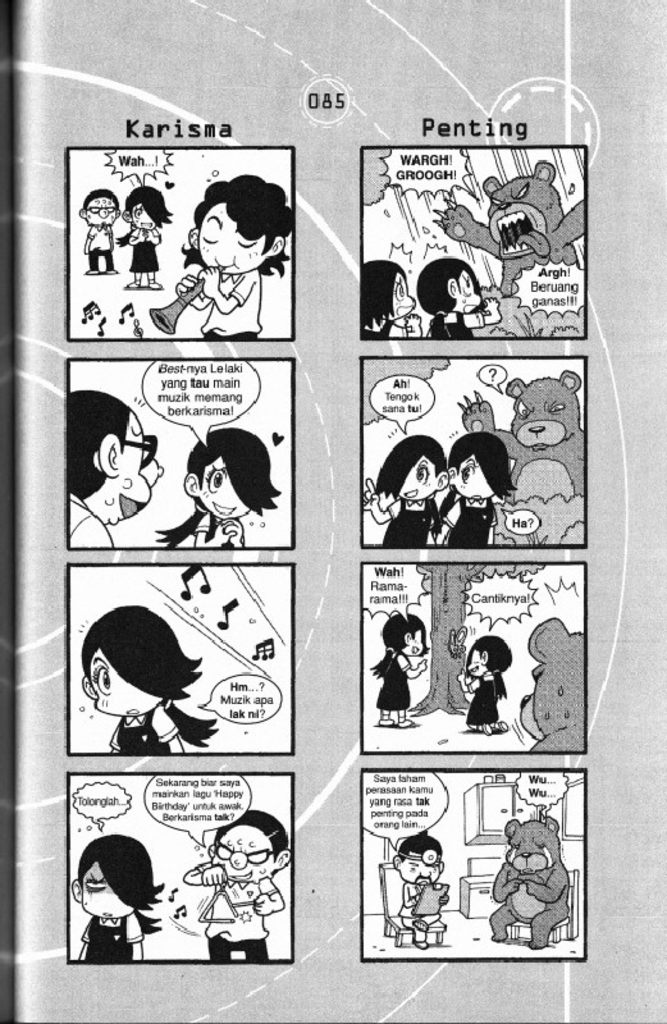 085
Karisma
Wah...!
Best-nya Lelaki
yang tau main
muzik memang
berkarisma!
Hm...?
Muzik apa
lak ni!?
Tolonglah...
Sekarang biar saya
mainkan lagu 'Happy
Birthday' untuk awak.
Berkarisma tak?
Penting
WARGH!
GROOGH!
Argh!
Beruang
ganas!!!!
Ah!
Tengok
sana tu!
?
Ha?
Wah!
Rama-
rama!!!
Cantiknya!
Saya faham
perasaan kamu
yang rasa tak
penting pada
orang lain...
Wu...
Wu...